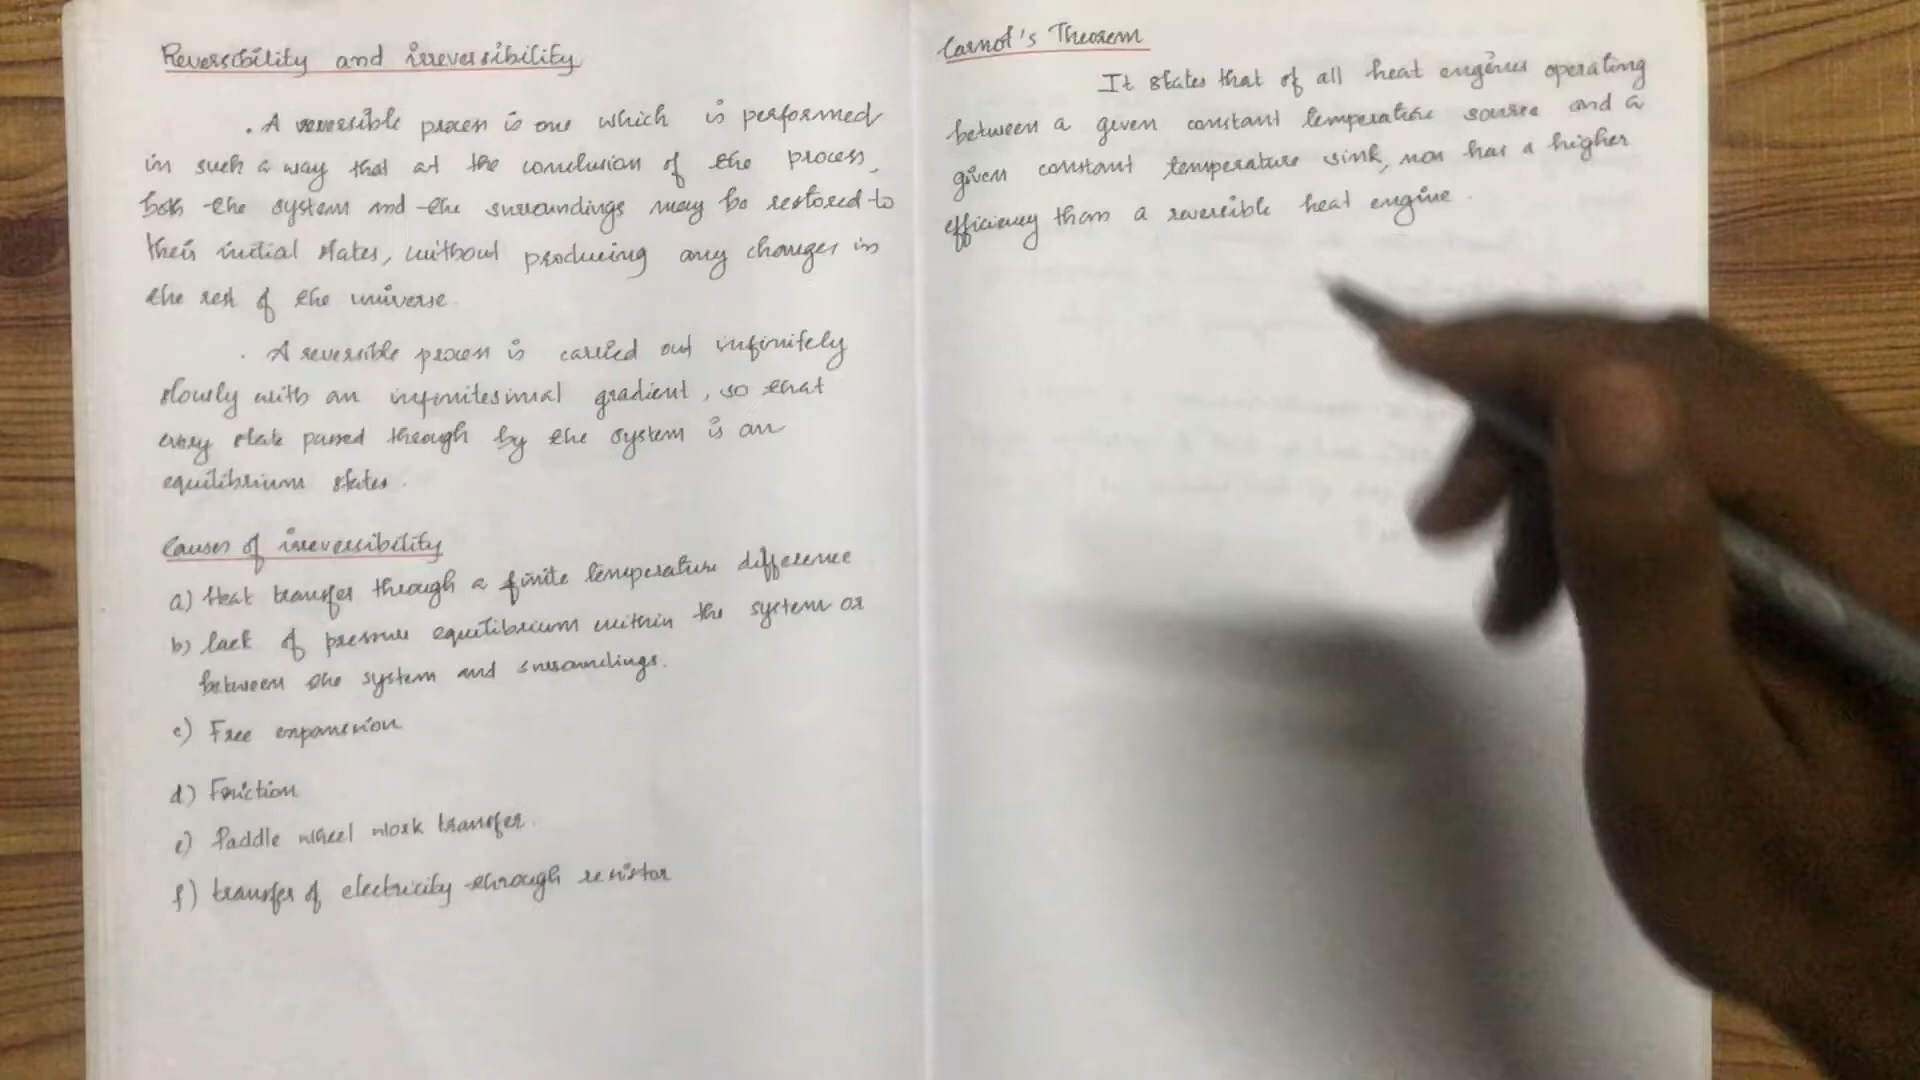 Reversibility and irreversibility
. A reversible process is one which is performed
in such a way that at the conclusion of the process,
both the system and the surroundings may be restored to
their initial states, without producing any changes in
the rest of the universe.
. A reversible process is carried out infinitely
slowly with an infinitesimal gradient, so that
every state passed through by the system is an
equilibrium states.
Causes of irreversibility
a) Heat transfer through a finite temperature difference
b) lack of pressure equilibrium within the system or
between the system and surroundings.
c) Free expansion
d) Friction
e) Paddle wheel work transfer.
f) transfer of electricity through resistor
Carnot's Theorem
It states that of all heat engines operating
between a given constant temperature source and a
given constant temperature sink, non has a higher
efficiency than a reversible heat engine.